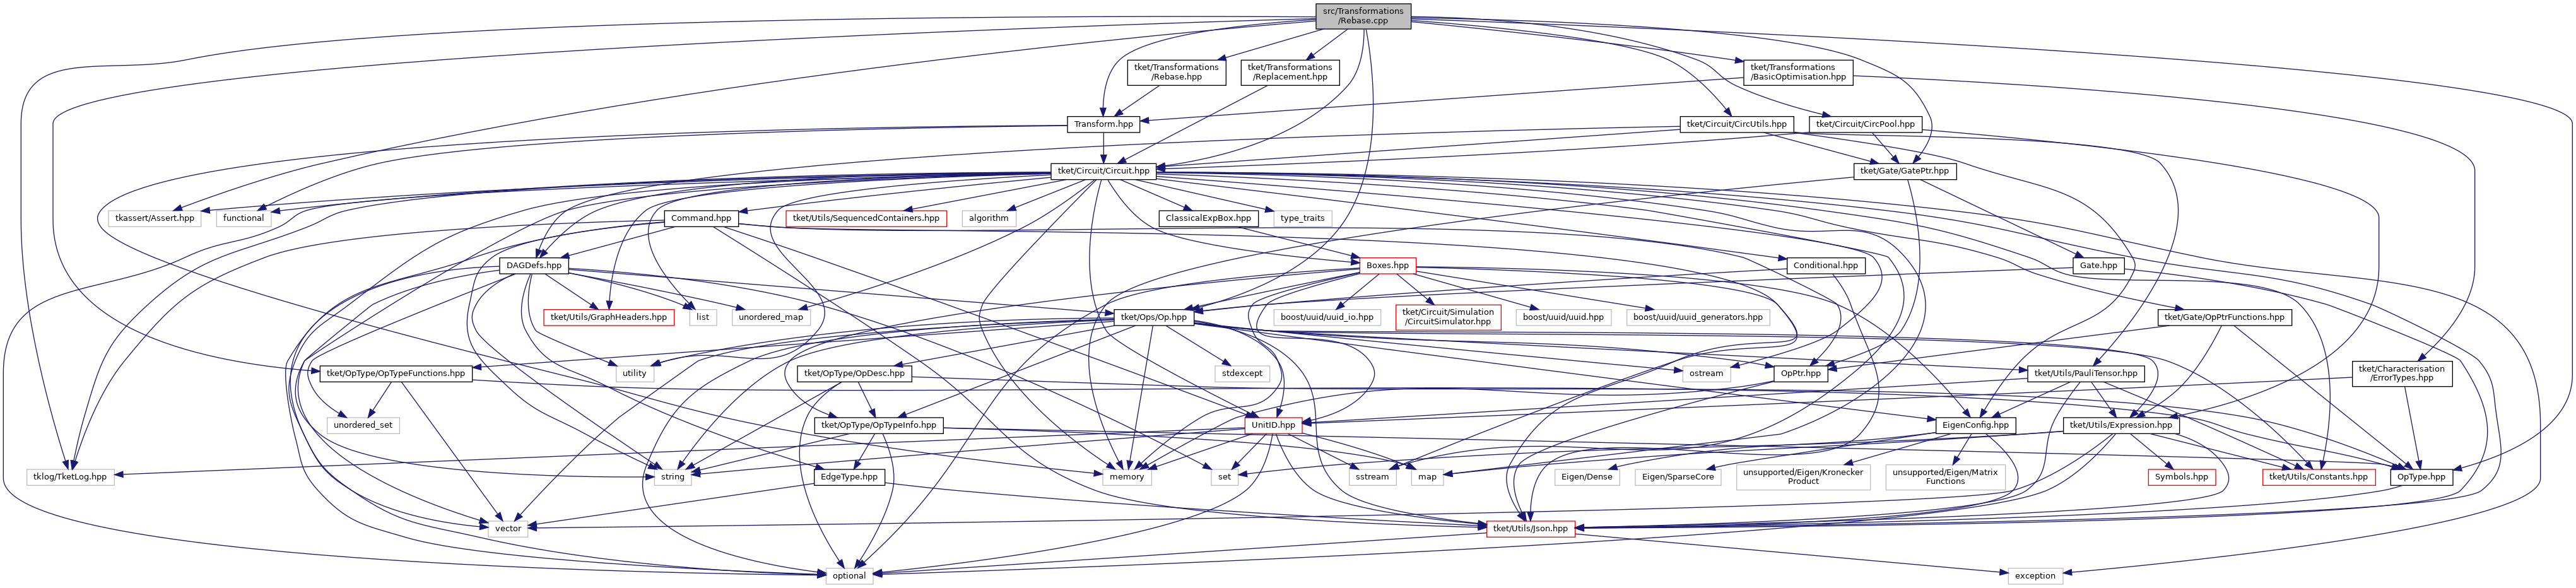 src/Transformations
/Rebase.cpp
tket/Transformations
/Rebase.hpp
tket/Transformations
/Replacement.hpp
tket/Transformations
/BasicOptimisation.hpp
Transform.hpp
tket/Circuit/CircUtils.hpp
tket/Circuit/CircPool.hpp
tket/Circuit/Circuit.hpp
tket/Gate/GatePtr.hpp
tkassert/Assert.hpp
functional
Command.hpp
tket/Utils/SequencedContainers.hpp
algorithm
ClassicalExpBox.hpp
type_traits
DAGDefs.hpp
Boxes.hpp
Conditional.hpp
Gate.hpp
tket/Utils/GraphHeaders.hpp
list
unordered_map
tket/Ops/Op.hpp
boost/uuid/uuid_io.hpp
tket/Circuit/Simulation
/CircuitSimulator.hpp
boost/uuid/uuid.hpp
boost/uuid/uuid_generators.hpp
tket/Gate/OpPtrFunctions.hpp
tket/OpType/OpTypeFunctions.hpp
utility
tket/OpType/OpDesc.hpp
stdexcept
ostream
OpPtr.hpp
tket/Utils/PauliTensor.hpp
tket/Characterisation
/ErrorTypes.hpp
unordered_set
tket/OpType/OpTypeInfo.hpp
UnitID.hpp
EigenConfig.hpp
tket/Utils/Expression.hpp
tklog/TketLog.hpp
string
EdgeType.hpp
memory
set
sstream
map
Eigen/Dense
Eigen/SparseCore
unsupported/Eigen/Kronecker
Product
unsupported/Eigen/Matrix
Functions
Symbols.hpp
tket/Utils/Constants.hpp
OpType.hpp
vector
tket/Utils/Json.hpp
optional
exception